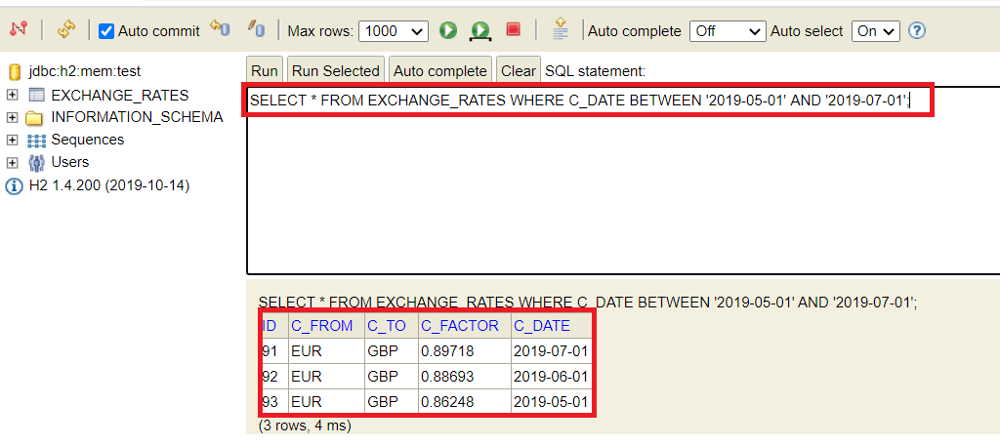 Auto commit Max rows: 1000 Auto complete Off Auto select On ?
jdbc:h2:mem:test
EXCHANGE_RATES
INFORMATION_SCHEMA
Sequences
Users
H2 1.4.200 (2019-10-14)
Run Run Selected Auto complete Clear SQL statement:
SELECT * FROM EXCHANGE_RATES WHERE C_DATE BETWEEN '2019-05-01' AND '2019-07-01';
SELECT * FROM EXCHANGE_RATES WHERE C_DATE BETWEEN '2019-05-01' AND '2019-07-01';
ID C_FROM C_TO C_FACTOR C_DATE
91 EUR GBP 0.89718 2019-07-01
92 EUR GBP 0.88693 2019-06-01
93 EUR GBP 0.86248 2019-05-01
(3 rows, 4 ms)